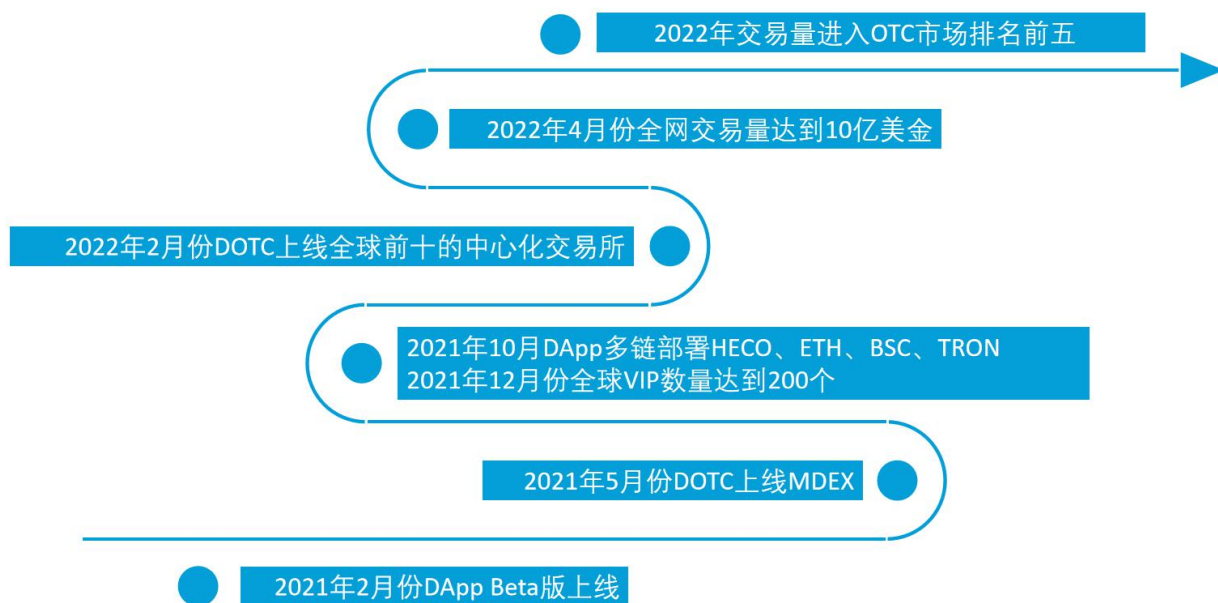 2022年交易量进入OTC市场排名前五
2022年4月份全网交易量达到10亿美金
2022年2月份DOTC上线全球前十的中心化交易所
2021年10月DApp多链部署HECO、ETH、BSC、TRON
2021年12月份全球VIP数量达到200个
2021年5月份DOTC上线MDEX
2021年2月份DApp Beta版上线